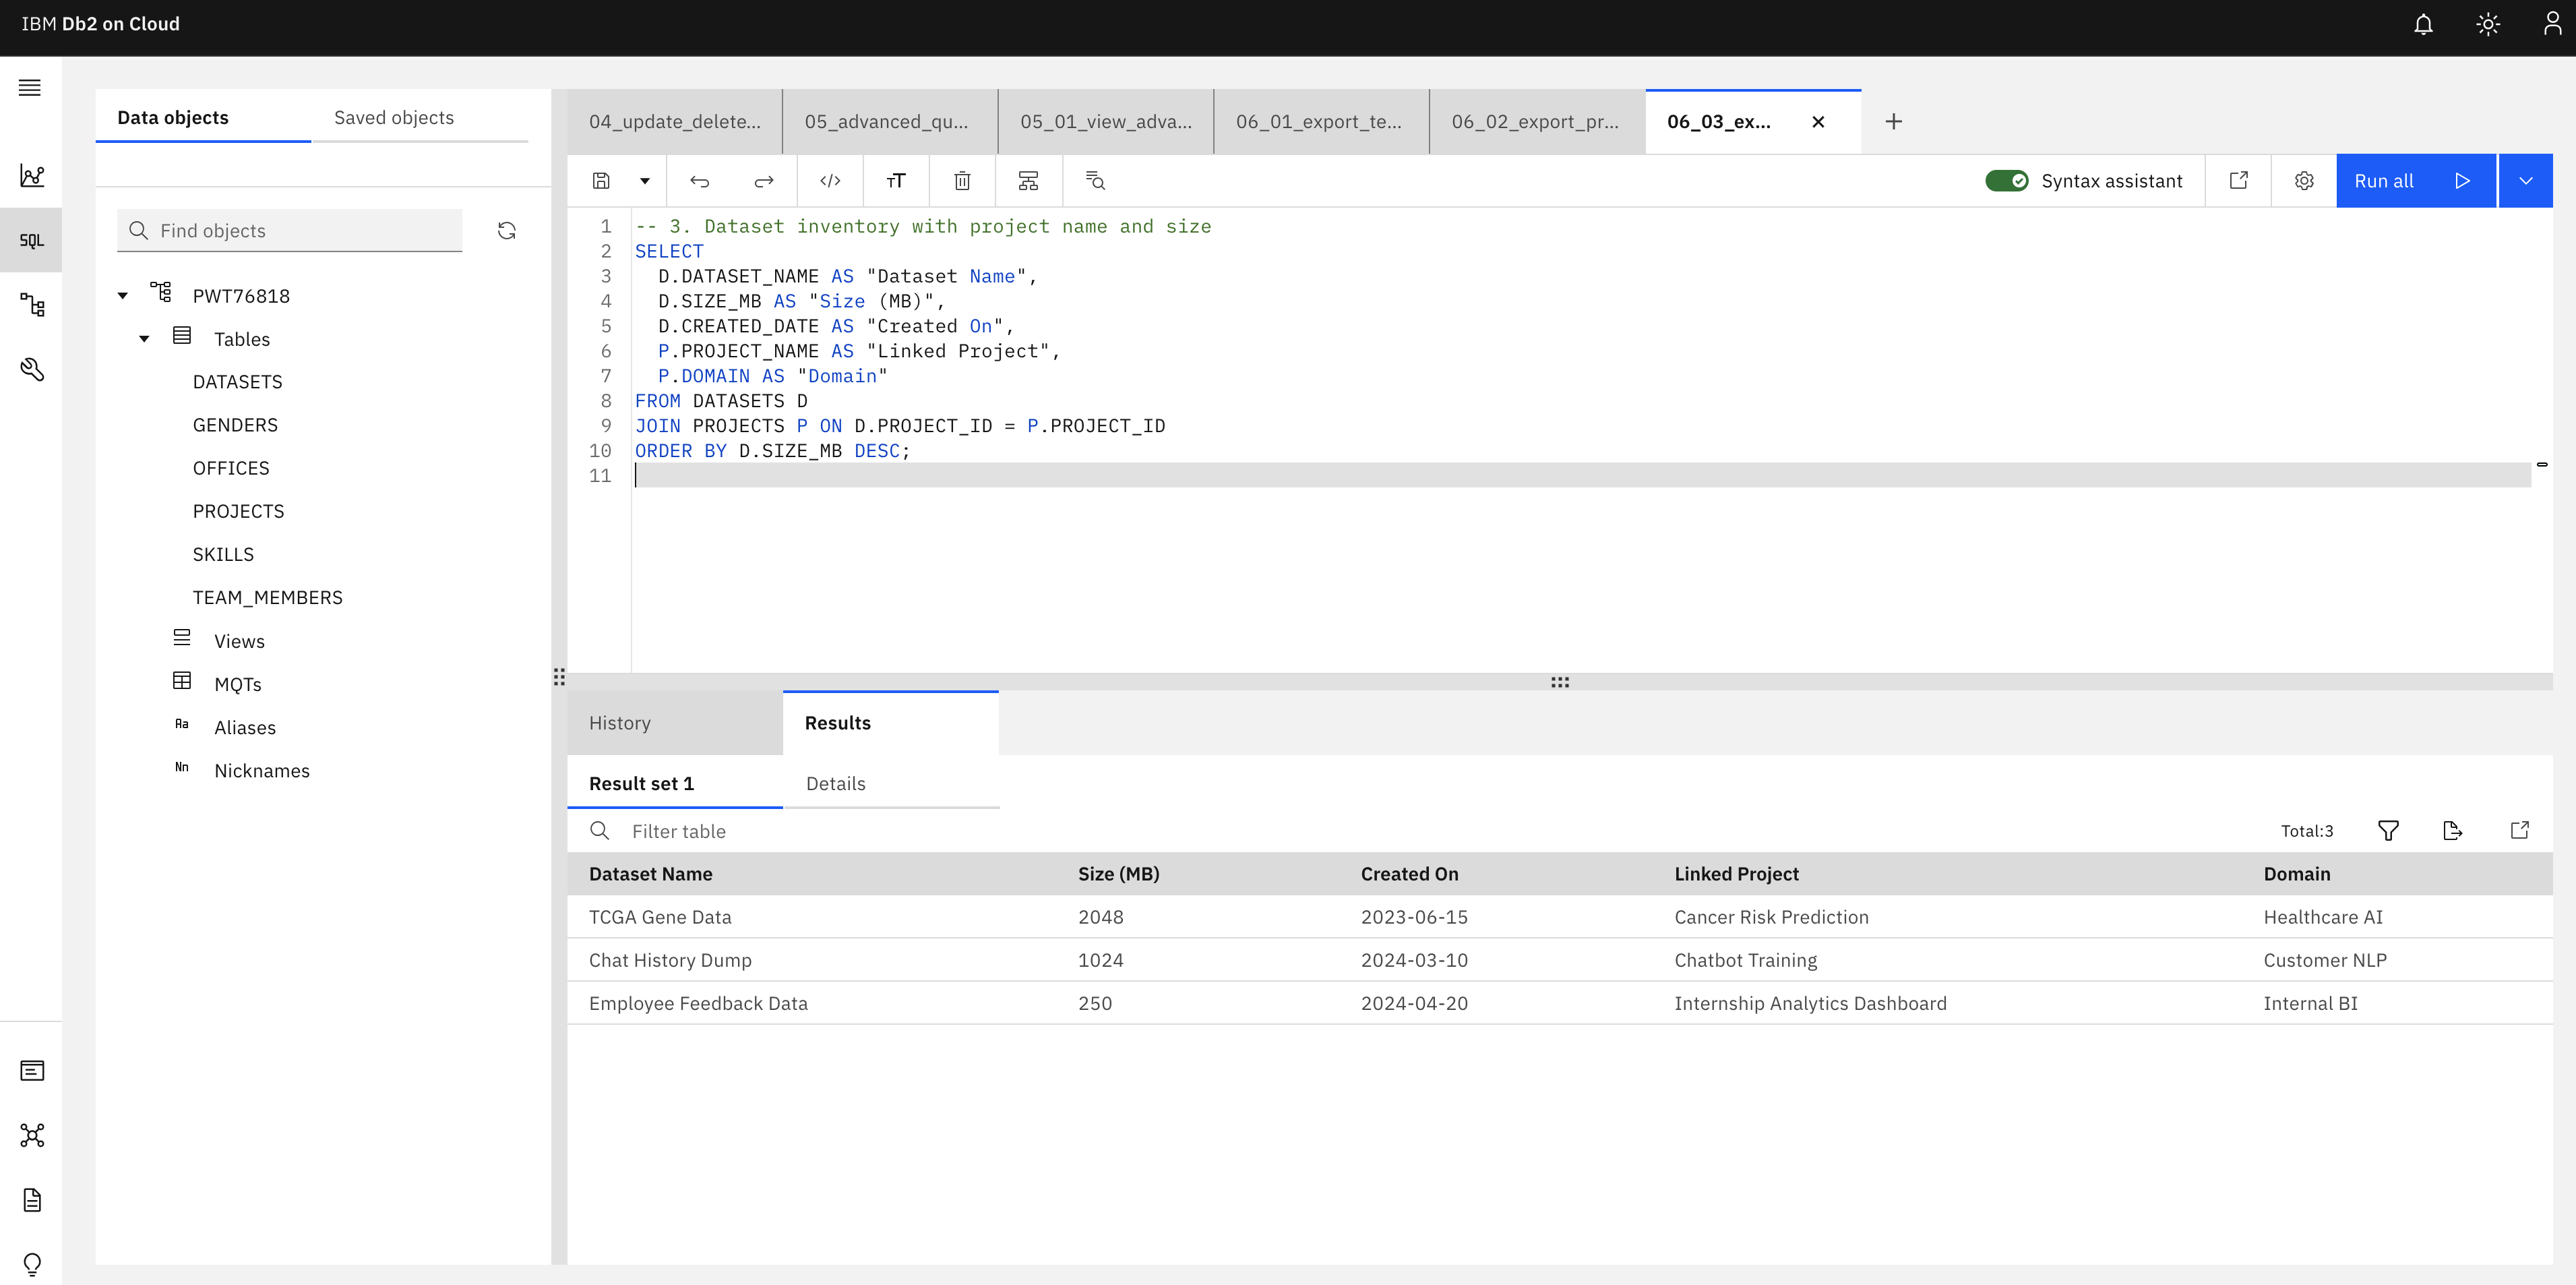 IBM Db2 on Cloud
Data objects
Saved objects
Find objects
SQL
PWT76818
Tables
DATASETS
GENDERS
OFFICES
PROJECTS
SKILLS
TEAM_MEMBERS
Views
MQTs
Aa Aliases
Nn Nicknames
04_update_delete...
05_advanced_qu...
05_01_view_adva...
06_01_export_te...
06_02_export_pr...
06_03_ex...
TT
Syntax assistant
Run all
1 -- 3. Dataset inventory with project name and size
2 SELECT
3 D.DATASET_NAME AS "Dataset Name",
4 D.SIZE_MB AS "Size (MB)",
5 D.CREATED_DATE AS "Created On",
6 P.PROJECT_NAME AS "Linked Project",
7 P.DOMAIN AS "Domain"
8 FROM DATASETS D
9 JOIN PROJECTS P ON D.PROJECT_ID = P.PROJECT_ID
10 ORDER BY D.SIZE_MB DESC;
11
History
Results
Result set 1
Details
Filter table
Total:3
Dataset Name Size (MB) Created On Linked Project Domain
TCGA Gene Data 2048 2023-06-15 Cancer Risk Prediction Healthcare AI
Chat History Dump 1024 2024-03-10 Chatbot Training Customer NLP
Employee Feedback Data 250 2024-04-20 Internship Analytics Dashboard Internal BI